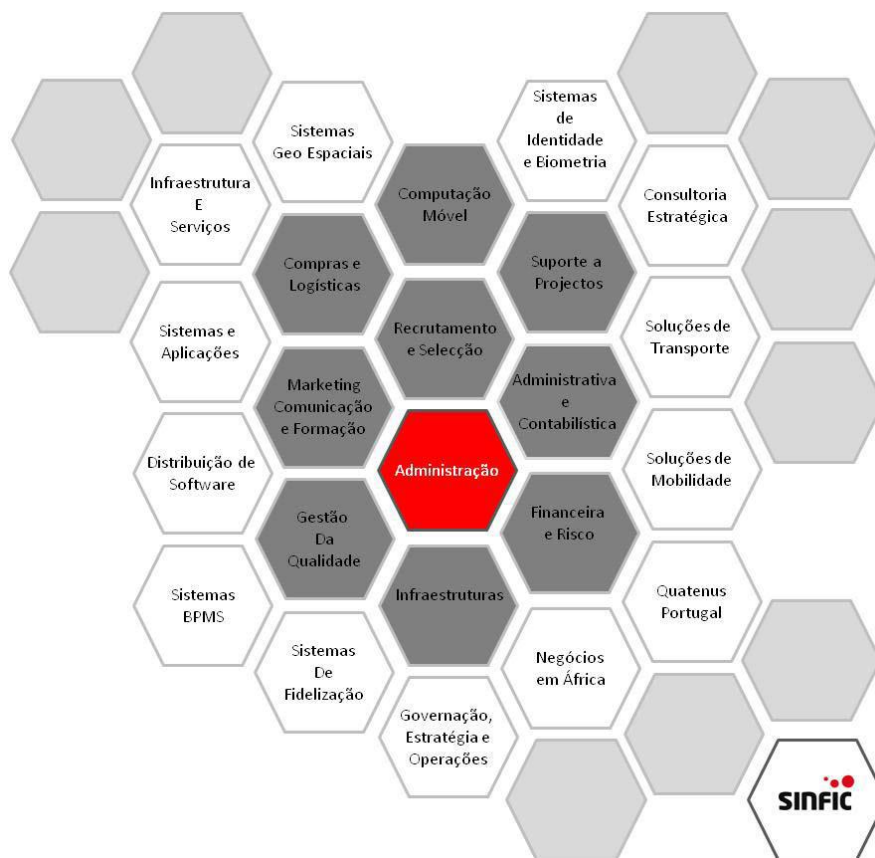 Sistemas
de
Identidade
e Biometria
Sistemas
Geo Espaciais
Infraestrutura
E
Serviços
Computação
Móvel
Consultoria
Estratégica
Compras e
Logísticas
Suporte a
Projectos
Sistemas e
Aplicações
Recrutamento
e Selecção
Soluções de
Transporte
Marketing
Comunicação
e Formação
Administrativa
e
Contabilística
Distribuição de
Software
Administração
Soluções de
Mobilidade
Gestão
Da
Qualidade
Financeira
e Risco
Sistemas
BPMS
Infraestruturas
Quatenus
Portugal
Sistemas
De
Fidelização
Negócios
em África
Governação,
Estratégia e
Operações
SINFIC